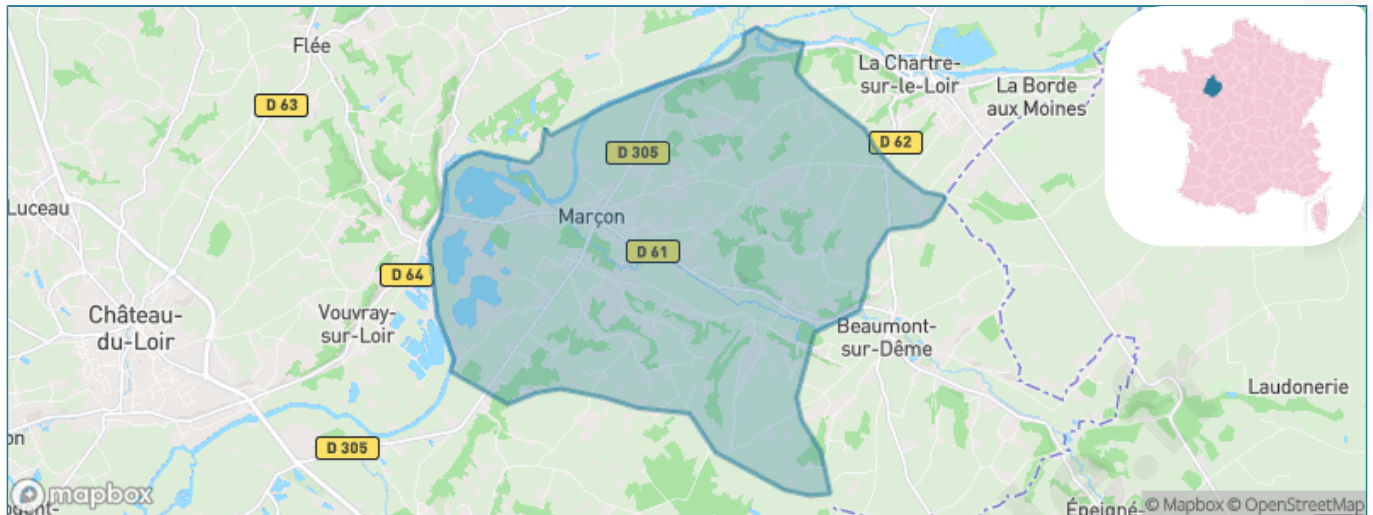 Flée
La Chartre-
sur-le-Loir
La Borde
aux Moines
D 63
D 62
D 305
Luceau
Marçon
D 61
D 64
Château-
du-Loir
Vouvray-
sur-Loir
Beaumont-
sur-Dême
Laudonerie
D 305
mapbox
Épeigné-
© Mapbox © OpenStreetMap